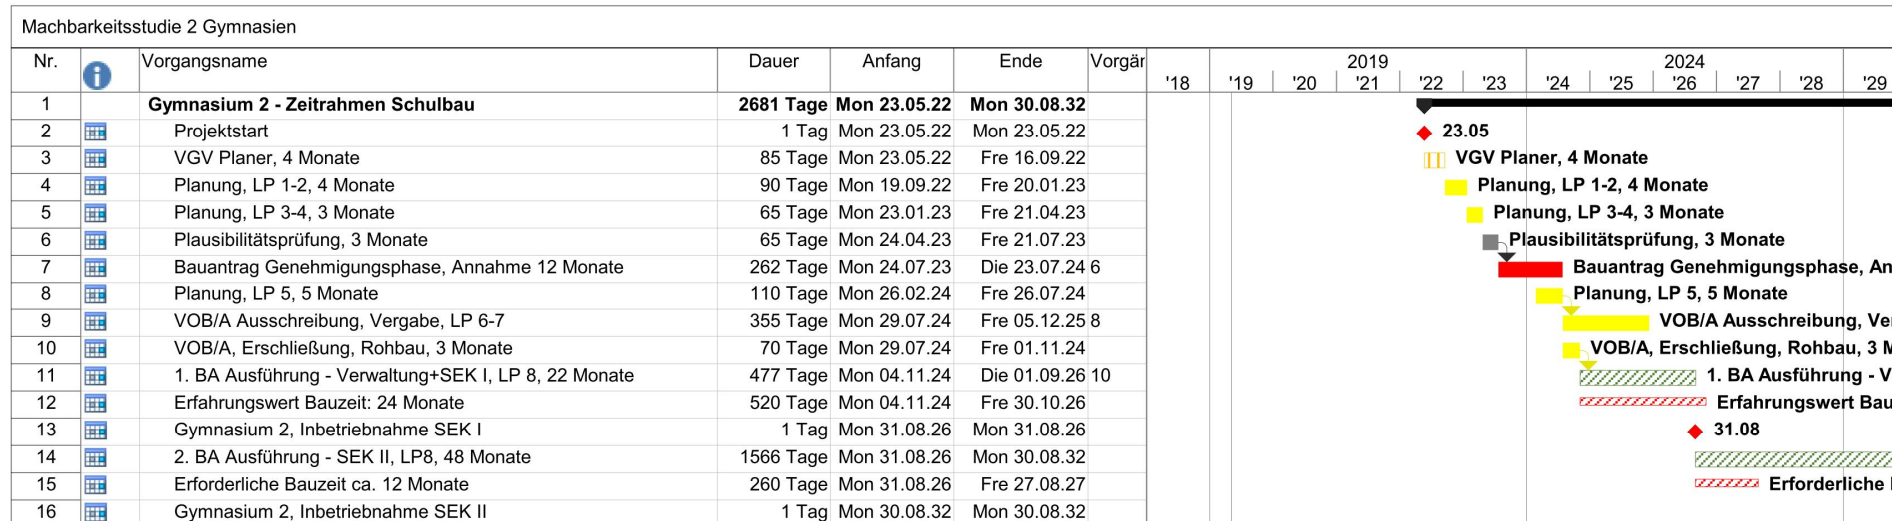 Machbarkeitsstudie 2 Gymnasien
Nr. Vorgangsname Dauer Anfang Ende Vorgän 2019 2024
'18 '19 '20 '21 '22 '23 '24 '25 '26 '27 '28 '29
1 Gymnasium 2 - Zeitrahmen Schulbau 2681 Tage Mon 23.05.22 Mon 30.08.32
2 Projektstart 1 Tag Mon 23.05.22 Mon 23.05.22 23.05
3 VGV Planer, 4 Monate 85 Tage Mon 23.05.22 Fre 16.09.22 VGV Planer, 4 Monate
4 Planung, LP 1-2, 4 Monate 90 Tage Mon 19.09.22 Fre 20.01.23 Planung, LP 1-2, 4 Monate
5 Planung, LP 3-4, 3 Monate 65 Tage Mon 23.01.23 Fre 21.04.23 Planung, LP 3-4, 3 Monate
6 Plausibilitätsprüfung, 3 Monate 65 Tage Mon 24.04.23 Fre 21.07.23 Plausibilitätsprüfung, 3 Monate
7 Bauantrag Genehmigungsphase, Annahme 12 Monate 262 Tage Mon 24.07.23 Die 23.07.24 6 Bauantrag Genehmigungsphase, An
8 Planung, LP 5, 5 Monate 110 Tage Mon 26.02.24 Fre 26.07.24 Planung, LP 5, 5 Monate
9 VOB/A Ausschreibung, Vergabe, LP 6-7 355 Tage Mon 29.07.24 Fre 05.12.25 8 VOB/A Ausschreibung, Ver
10 VOB/A, Erschließung, Rohbau, 3 Monate 70 Tage Mon 29.07.24 Fre 01.11.24 VOB/A, Erschließung, Rohbau, 3 M
11 1. BA Ausführung - Verwaltung+SEK I, LP 8, 22 Monate 477 Tage Mon 04.11.24 Die 01.09.26 10 1. BA Ausführung - V
12 Erfahrungswert Bauzeit: 24 Monate 520 Tage Mon 04.11.24 Fre 30.10.26 Erfahrungswert Bau
13 Gymnasium 2, Inbetriebnahme SEK I 1 Tag Mon 31.08.26 Mon 31.08.26 31.08
14 2. BA Ausführung - SEK II, LP8, 48 Monate 1566 Tage Mon 31.08.26 Mon 30.08.32
15 Erforderliche Bauzeit ca. 12 Monate 260 Tage Mon 31.08.26 Fre 27.08.27 Erforderliche
16 Gymnasium 2, Inbetriebnahme SEK II 1 Tag Mon 30.08.32 Mon 30.08.32